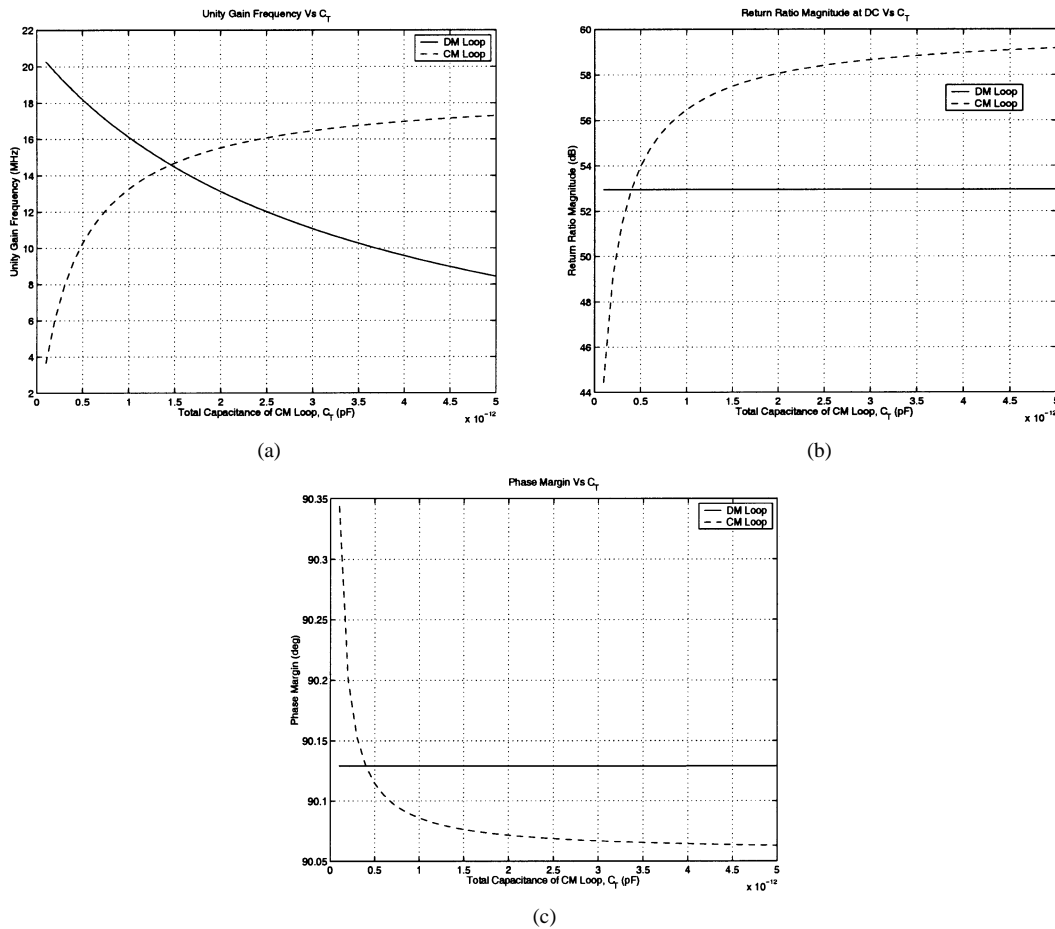 Unity Gain Frequency Vs C_T
DM Loop
CM Loop
Unity Gain Frequency (MHz)
22
20
18
16
14
12
10
8
6
4
2
0 0.5 1 1.5 2 2.5 3 3.5 4 4.5 5
Total Capacitance of CM Loop, C_T (pF)
x 10^-12
(a)
Return Ratio Magnitude at DC Vs C_T
DM Loop
CM Loop
Return Ratio Magnitude (dB)
60
58
56
54
52
50
48
46
44
0 0.5 1 1.5 2 2.5 3 3.5 4 4.5 5
Total Capacitance of CM Loop, C_T (pF)
x 10^-12
(b)
Phase Margin Vs C_T
DM Loop
CM Loop
Phase Margin (deg)
90.35
90.3
90.25
90.2
90.15
90.1
90.05
0 0.5 1 1.5 2 2.5 3 3.5 4 4.5 5
Total Capacitance of CM Loop, C_T (pF)
x 10^-12
(c)